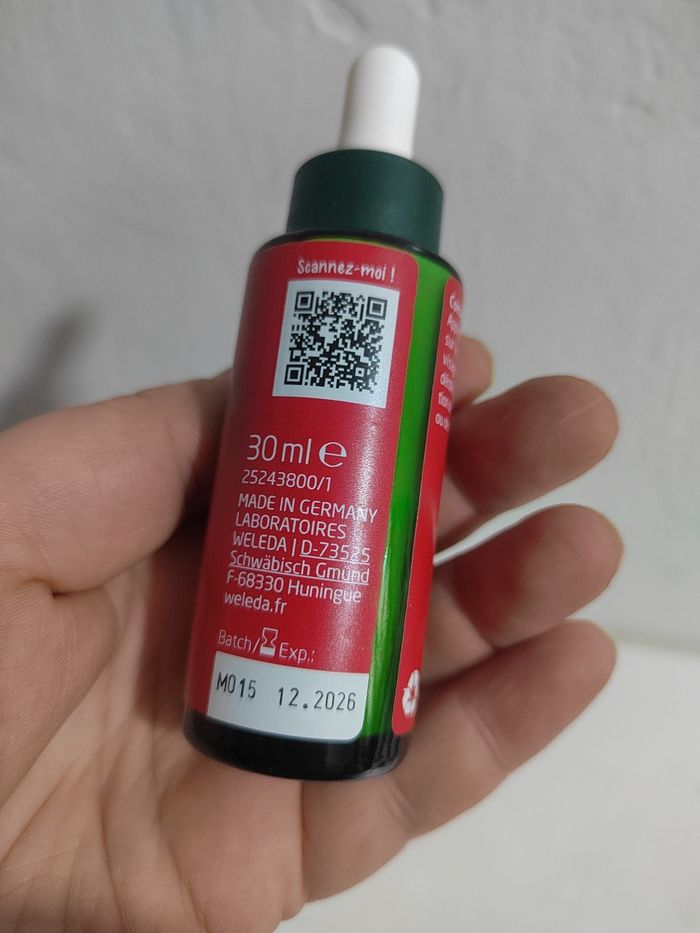 Scannez-moi !
30 ml e
25243800/1
MADE IN GERMANY
LABORATOIRES
WELEDA | D-73525
Schwäbisch Gmünd
F-68330 Huningue
weleda.fr
Batch/ Exp.:
M015 12.2026